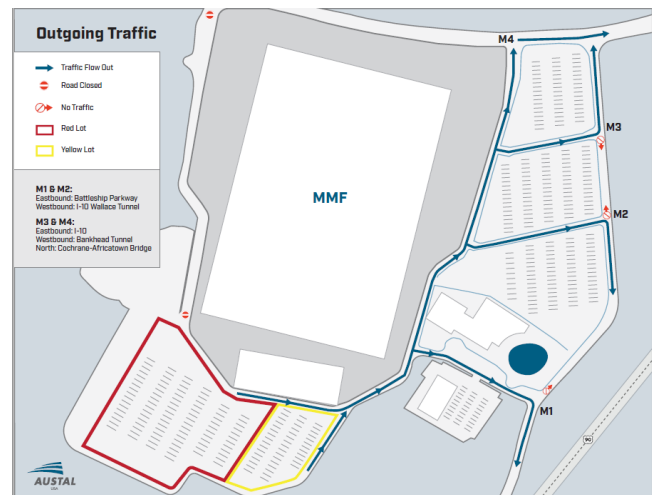 Outgoing Traffic
Traffic Flow Out
Road Closed
No Traffic
Red Lot
Yellow Lot
M1 & M2:
Eastbound: Battleship Parkway
Westbound: I-10 Wallace Tunnel
M3 & M4:
Eastbound: I-10
Westbound: Bankhead Tunnel
North: Cochrane-Africatown Bridge
M4
M3
MMF
M2
M1
90
AUSTAL
USA